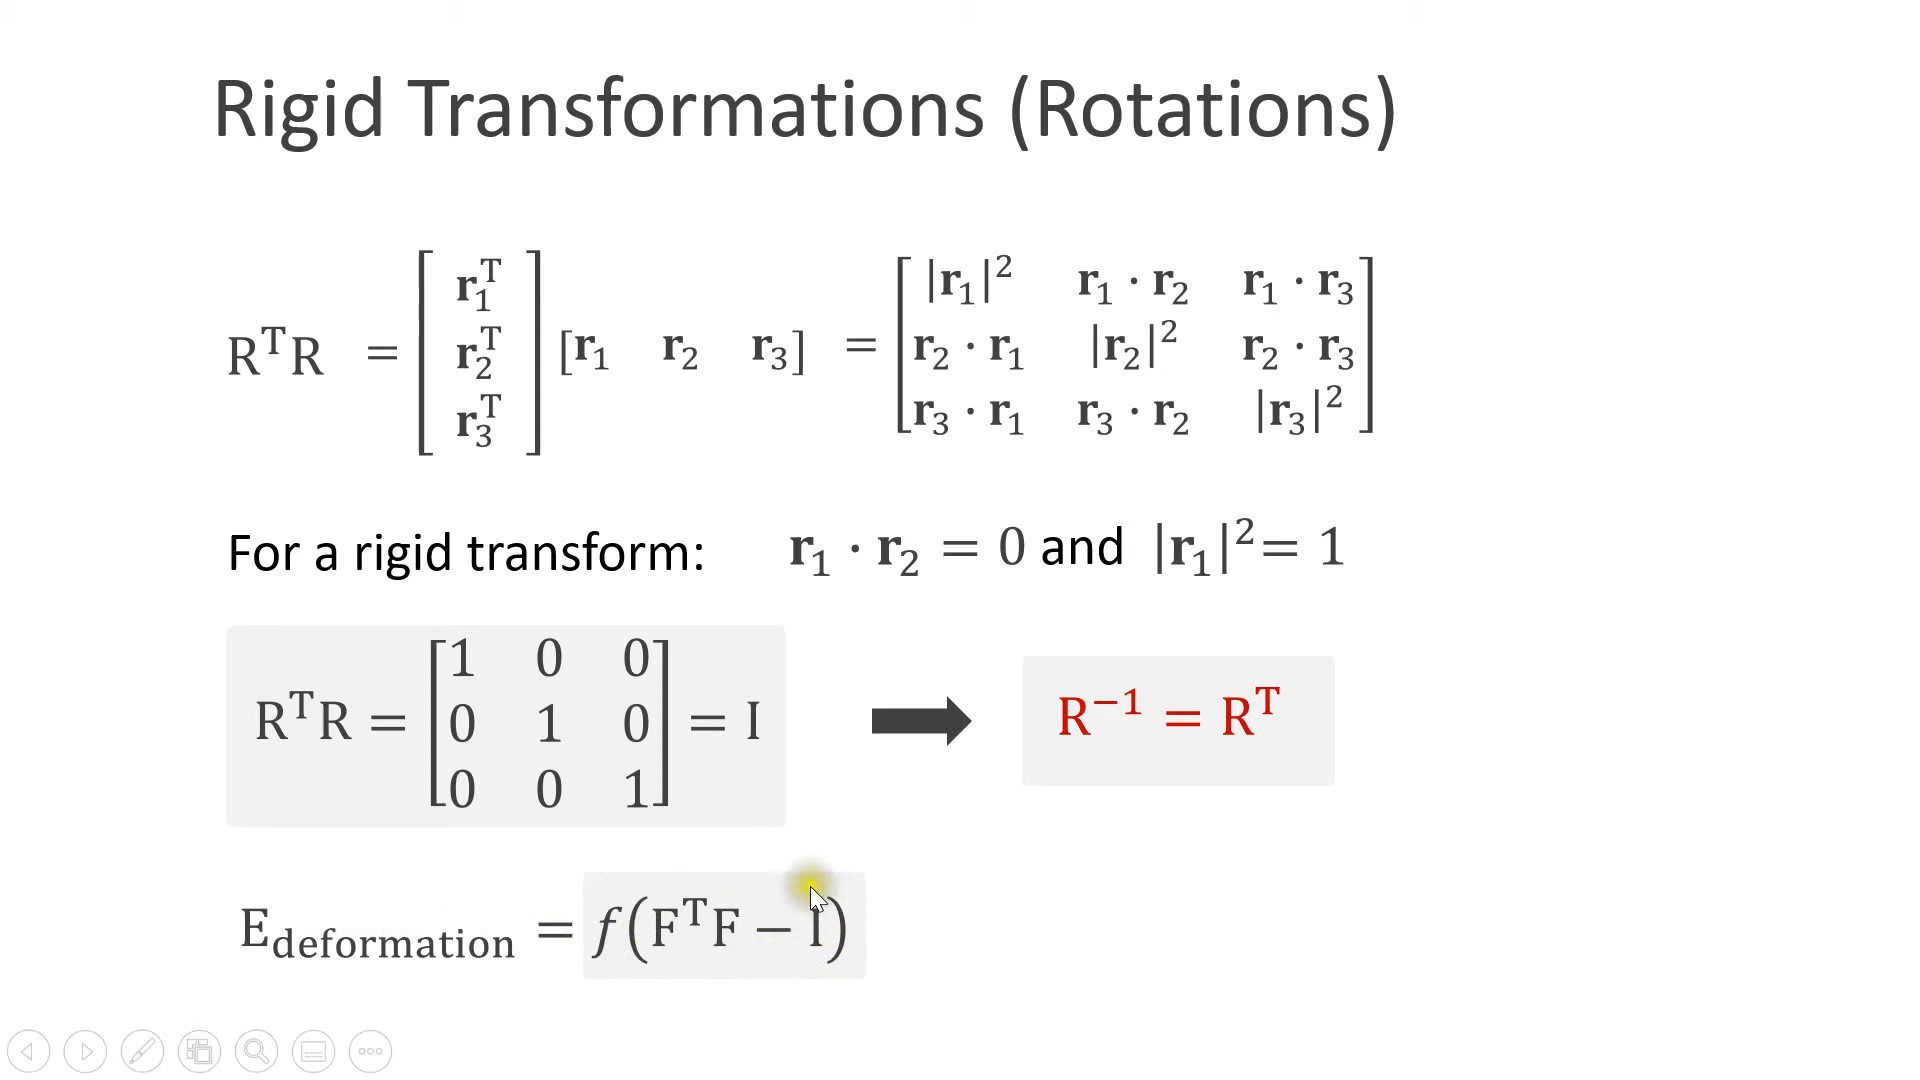 Rigid Transformations (Rotations)
RᵀR = [ r₁ᵀ r₂ᵀ r₃ᵀ ] [r₁ r₂ r₃] = [ |r₁|² r₁ · r₂ r₁ · r₃
r₂ · r₁ |r₂|² r₂ · r₃
r₃ · r₁ r₃ · r₂ |r₃|² ]
For a rigid transform: r₁ · r₂ = 0 and |r₁|² = 1
RᵀR = [ 1 0 0
0 1 0
0 0 1 ] = I
R⁻¹ = Rᵀ
E_deformation = f(FᵀF − I)